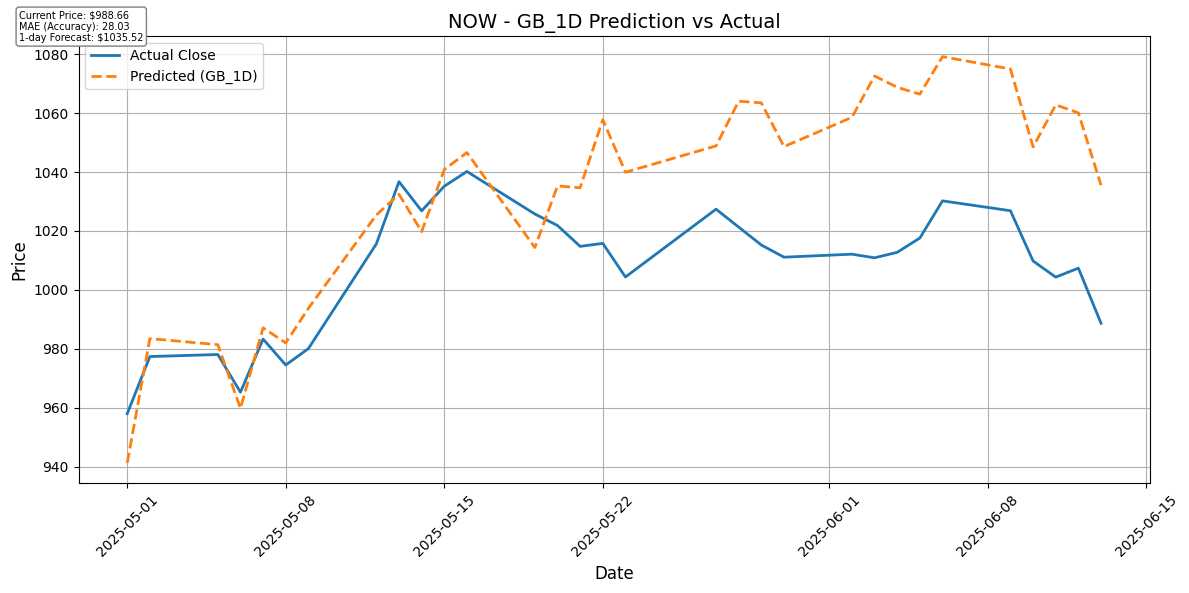 NOW - GB_1D Prediction vs Actual
Current Price: $988.66
MAE (Accuracy): 28.03
1-day Forecast: $1035.52
Actual Close
Predicted (GB_1D)
Price
1080
1060
1040
1020
1000
980
960
940
2025-05-01
2025-05-08
2025-05-15
2025-05-22
2025-06-01
2025-06-08
2025-06-15
Date